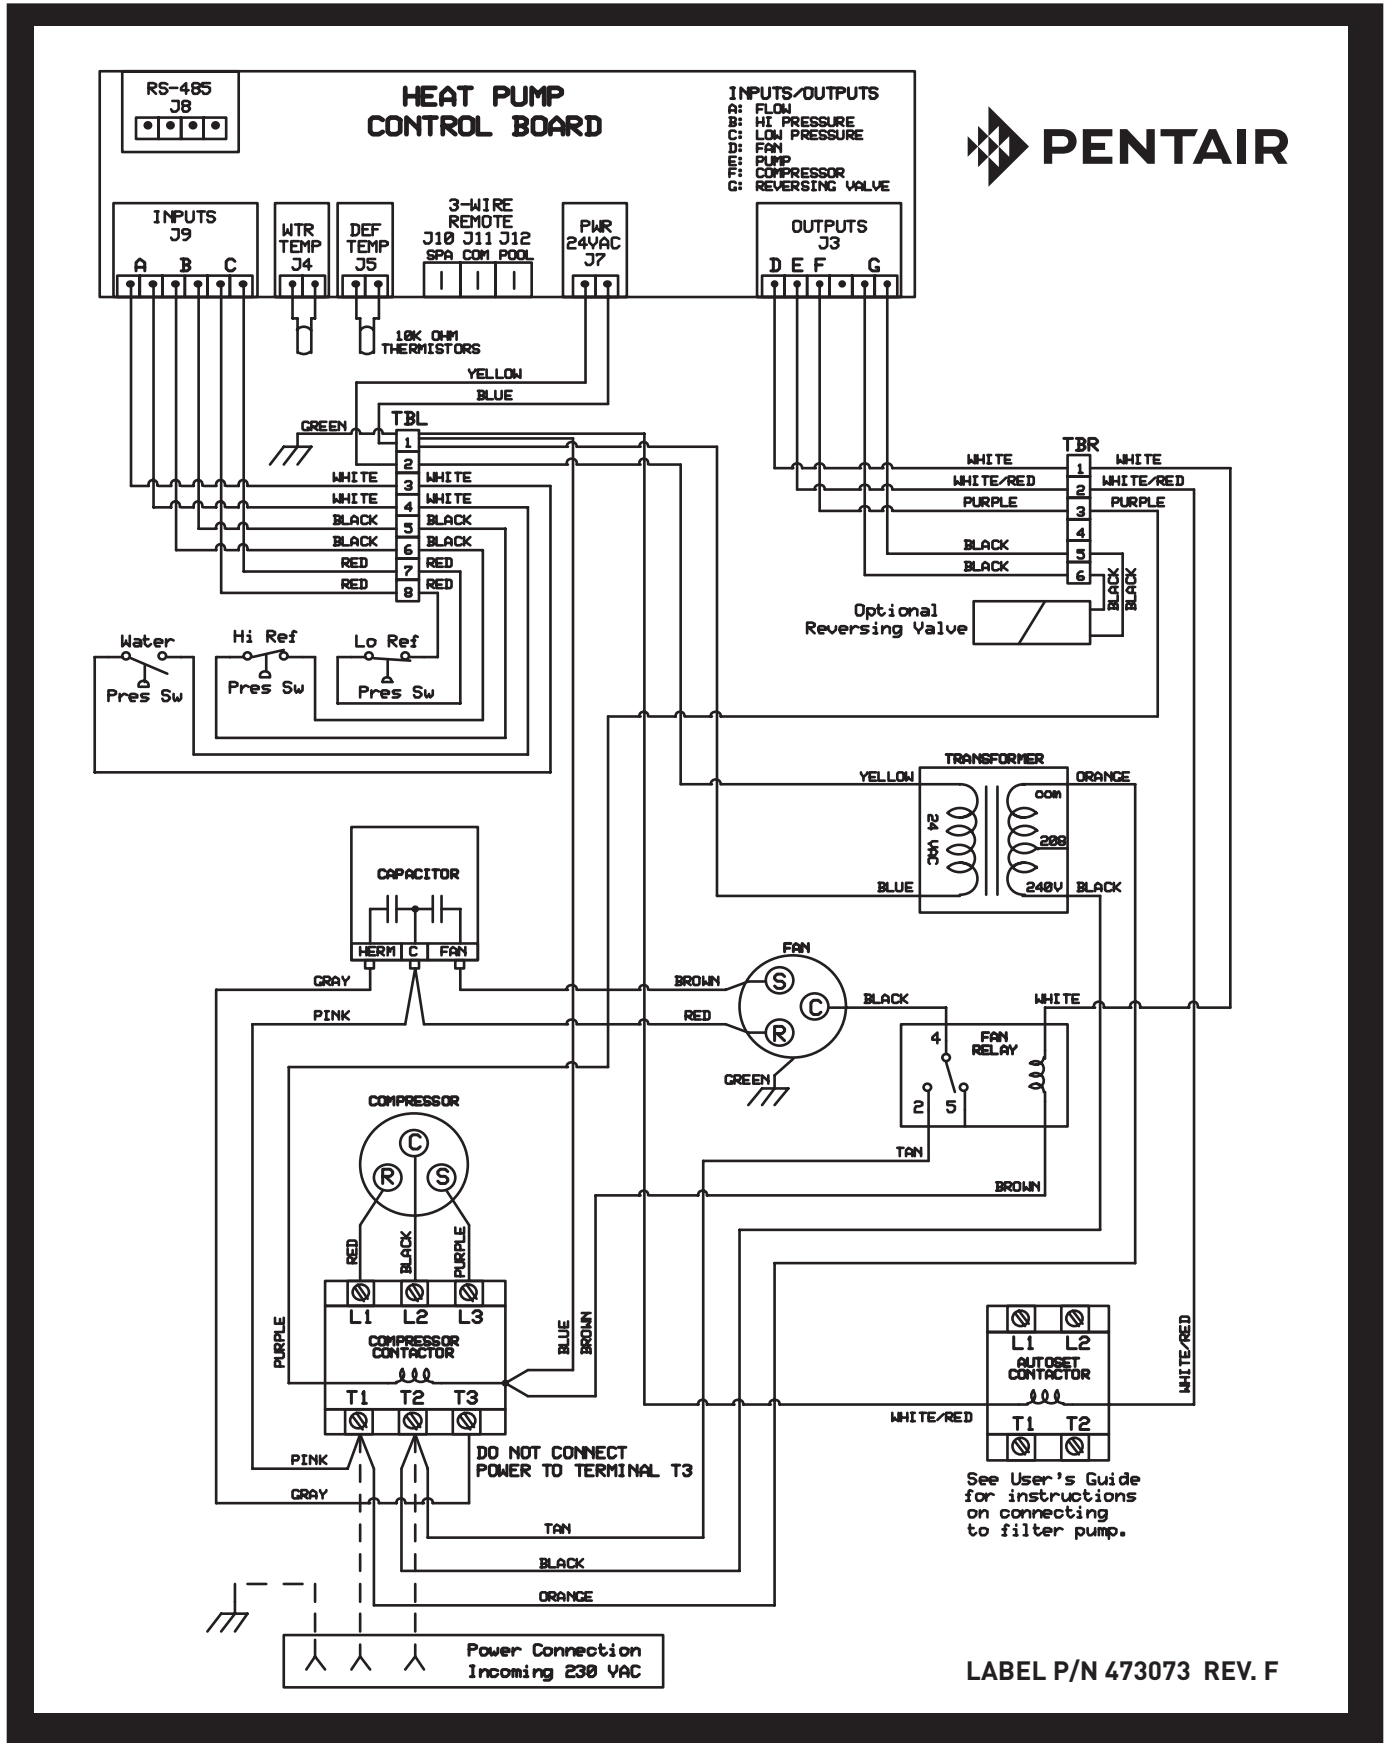 RS-485
J8
HEAT PUMP
CONTROL BOARD
INPUTS/OUTPUTS
A: FLOW
B: HI PRESSURE
C: LOW PRESSURE
D: FAN
E: PUMP
F: COMPRESSOR
G: REVERSING VALVE
PENTAIR
INPUTS
J9
A B C
WTR
TEMP
J4
DEF
TEMP
J5
3-WIRE
REMOTE
J10 J11 J12
SPA COM POOL
PWR
24VAC
J7
OUTPUTS
J3
D E F G
10K OHM
THERMISTORS
YELLOW
BLUE
GREEN
TBL
1
2
WHITE 3 WHITE
WHITE 4 WHITE
BLACK 5 BLACK
BLACK 6 BLACK
RED 7 RED
RED 8 RED
TBR
WHITE 1 WHITE
WHITE/RED 2 WHITE/RED
PURPLE 3 PURPLE
4
BLACK 5
BLACK 6
BLACK
BLACK
Optional
Reversing Valve
Water
Pres Sw
Hi Ref
Pres Sw
Lo Ref
Pres Sw
TRANSFORMER
YELLOW
ORANGE
com
24 VAC
208
240V
BLUE
BLACK
CAPACITOR
HERM C FAN
GRAY
PINK
BROWN
RED
FAN
S
C
R
GREEN
BLACK
WHITE
4
FAN
RELAY
2 5
TAN
BROWN
COMPRESSOR
C
R S
RED
BLACK
PURPLE
L1 L2 L3
PURPLE
COMPRESSOR
CONTACTOR
BLUE
BROWN
T1 T2 T3
DO NOT CONNECT
POWER TO TERMINAL T3
PINK
GRAY
TAN
BLACK
ORANGE
L1 L2
AUTOSET
CONTACTOR
WHITE/RED
WHITE/RED
T1 T2
See User's Guide
for instructions
on connecting
to filter pump.
Power Connection
Incoming 230 VAC
LABEL P/N 473073 REV. F